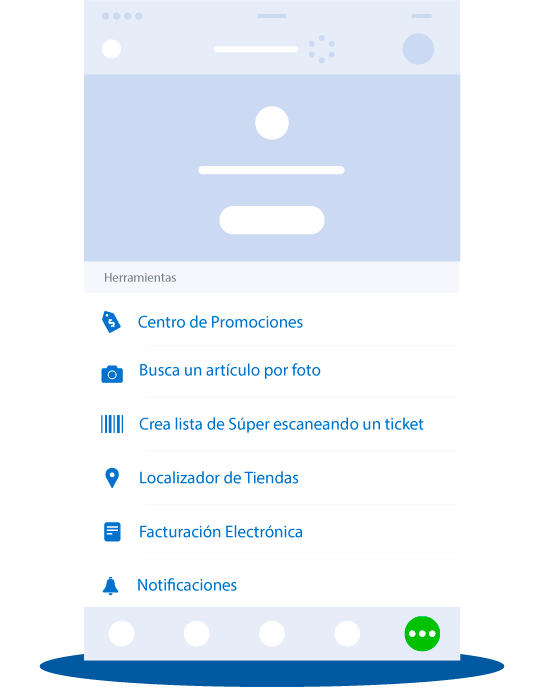 Herramientas
Centro de Promociones
Busca un artículo por foto
Crea lista de Súper escaneando un ticket
Localizador de Tiendas
Facturación Electrónica
Notificaciones